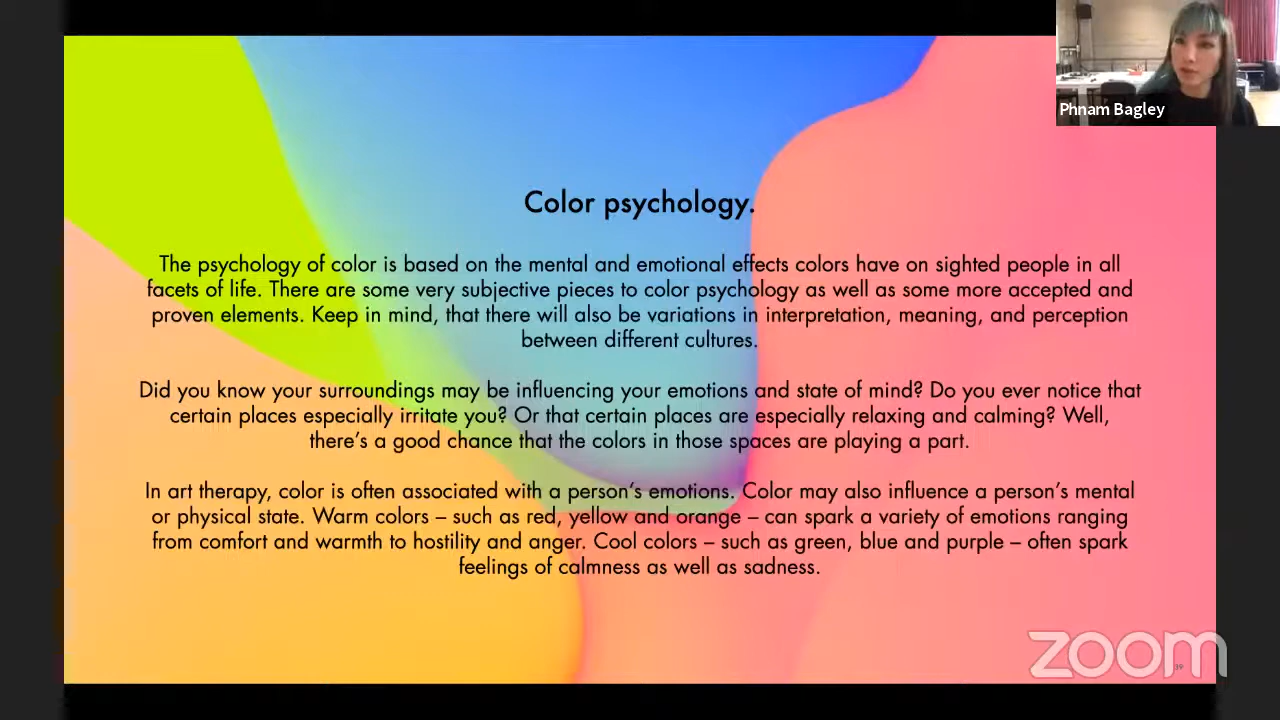 Phnam Bagley
Color psychology.
The psychology of color is based on the mental and emotional effects colors have on sighted people in all
facets of life. There are some very subjective pieces to color psychology as well as some more accepted and
proven elements. Keep in mind, that there will also be variations in interpretation, meaning, and perception
between different cultures.
Did you know your surroundings may be influencing your emotions and state of mind? Do you ever notice that
certain places especially irritate you? Or that certain places are especially relaxing and calming? Well,
there’s a good chance that the colors in those spaces are playing a part.
In art therapy, color is often associated with a person’s emotions. Color may also influence a person’s mental
or physical state. Warm colors – such as red, yellow and orange – can spark a variety of emotions ranging
from comfort and warmth to hostility and anger. Cool colors – such as green, blue and purple – often spark
feelings of calmness as well as sadness.
zoom
39